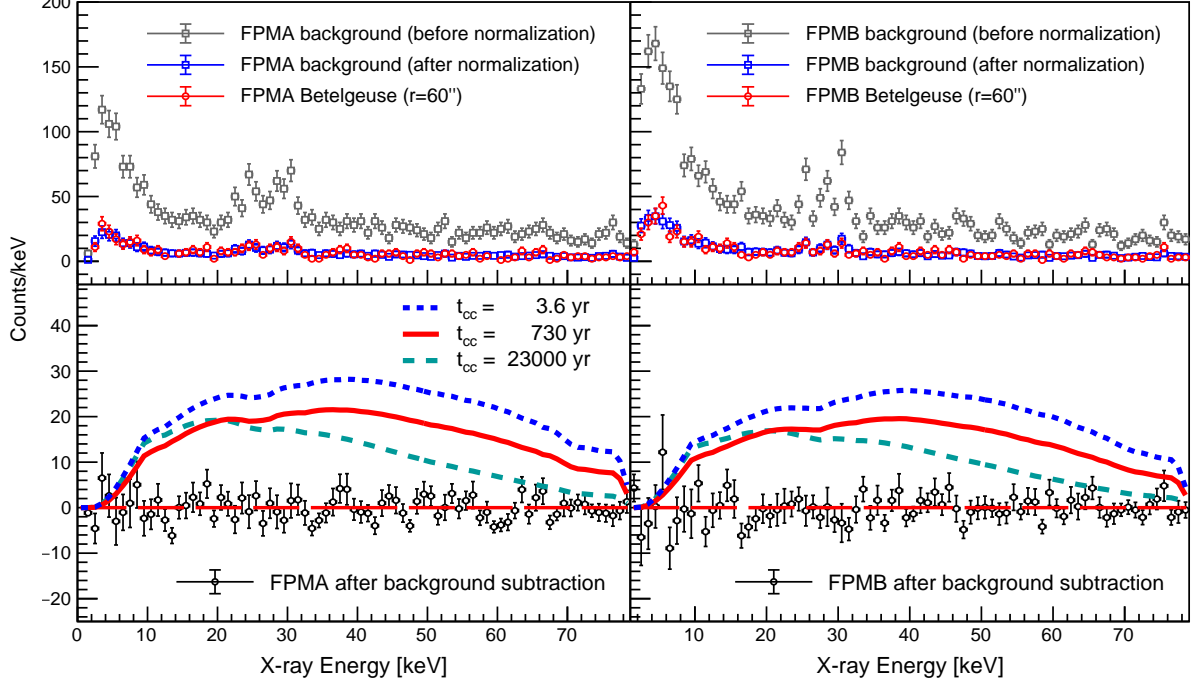 200
150
100
50
0
FPMA background (before normalization)
FPMA background (after normalization)
FPMA Betelgeuse (r=60")
FPMB background (before normalization)
FPMB background (after normalization)
FPMB Betelgeuse (r=60")
Counts/keV
40
30
20
10
0
−10
−20
t_cc = 3.6 yr
t_cc = 730 yr
t_cc = 23000 yr
FPMA after background subtraction
FPMB after background subtraction
0 10 20 30 40 50 60 70
10 20 30 40 50 60 70
X-ray Energy [keV]
X-ray Energy [keV]